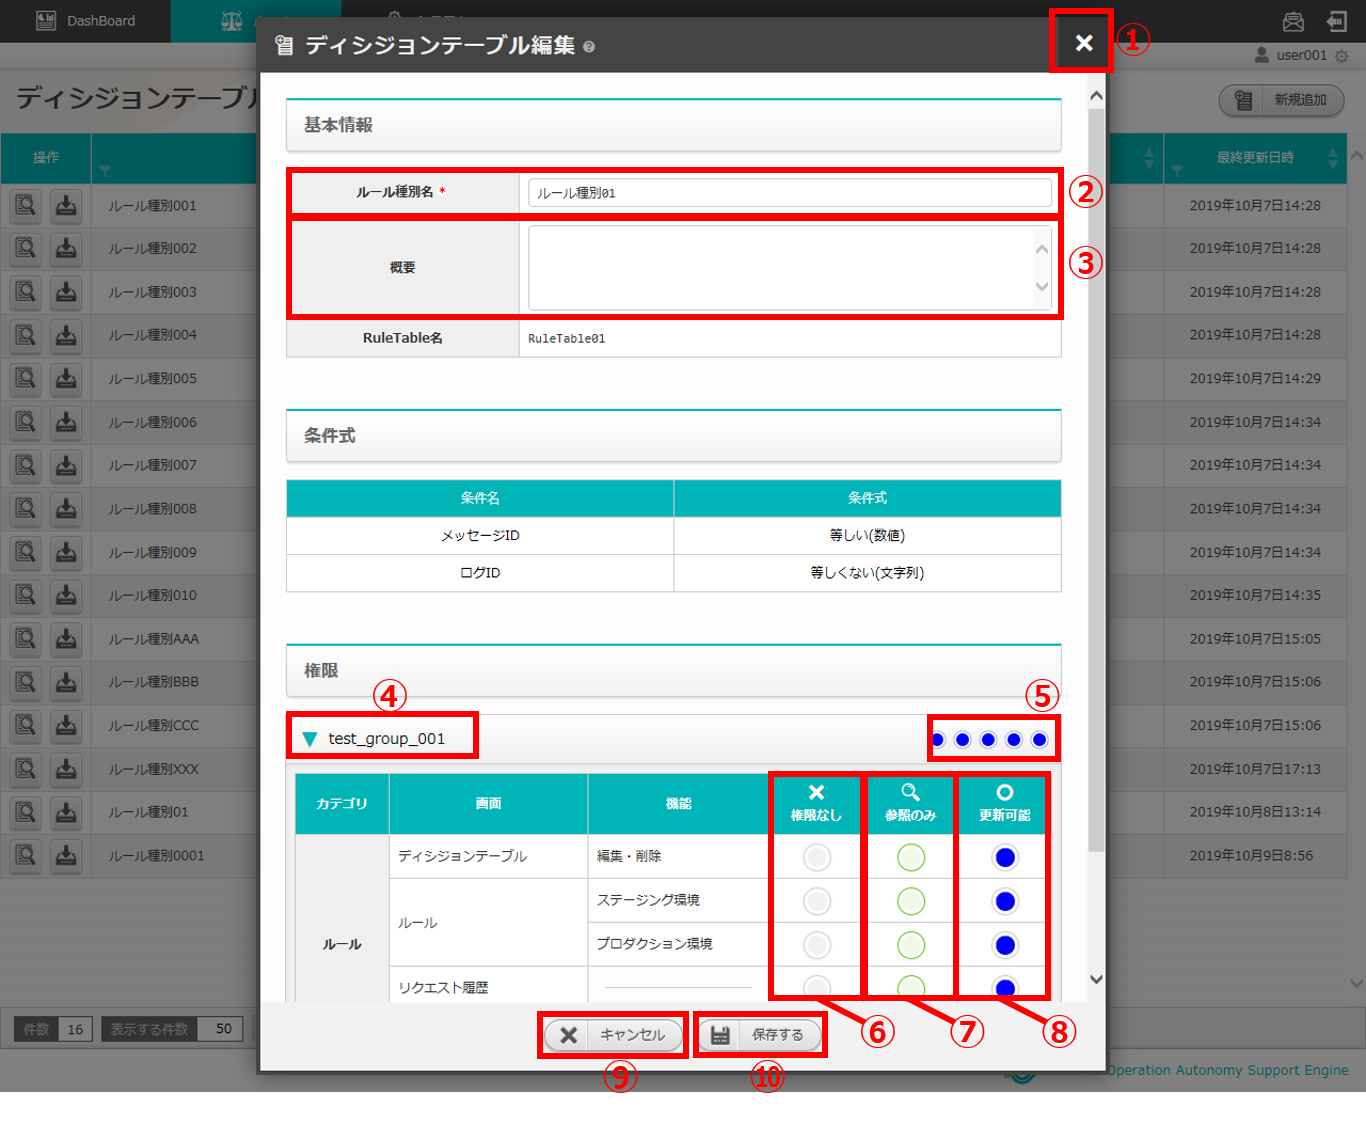 DashBoard
user001
ディシジョンテーブル
新規追加
ディシジョンテーブル編集
①
基本情報
ルール種別名 *
ルール種別01
②
概要
③
RuleTable名
RuleTable01
条件式
条件名
条件式
メッセージID
等しい(数値)
ログID
等しくない(文字列)
権限
④
⑤
test_group_001
カテゴリ
画面
機能
権限なし
参照のみ
更新可能
ルール
ディシジョンテーブル
編集・削除
ルール
ステージング環境
プロダクション環境
リクエスト履歴
⑥
⑦
⑧
キャンセル
保存する
⑨
⑩
操作
最終更新日時
ルール種別001
2019年10月7日14:28
ルール種別002
2019年10月7日14:28
ルール種別003
2019年10月7日14:28
ルール種別004
2019年10月7日14:28
ルール種別005
2019年10月7日14:29
ルール種別006
2019年10月7日14:34
ルール種別007
2019年10月7日14:34
ルール種別008
2019年10月7日14:34
ルール種別009
2019年10月7日14:34
ルール種別010
2019年10月7日14:35
ルール種別AAA
2019年10月7日15:05
ルール種別BBB
2019年10月7日15:06
ルール種別CCC
2019年10月7日15:06
ルール種別XXX
2019年10月7日17:13
ルール種別01
2019年10月8日13:14
ルール種別0001
2019年10月9日8:56
件数 16
表示する件数 50
Operation Autonomy Support Engine